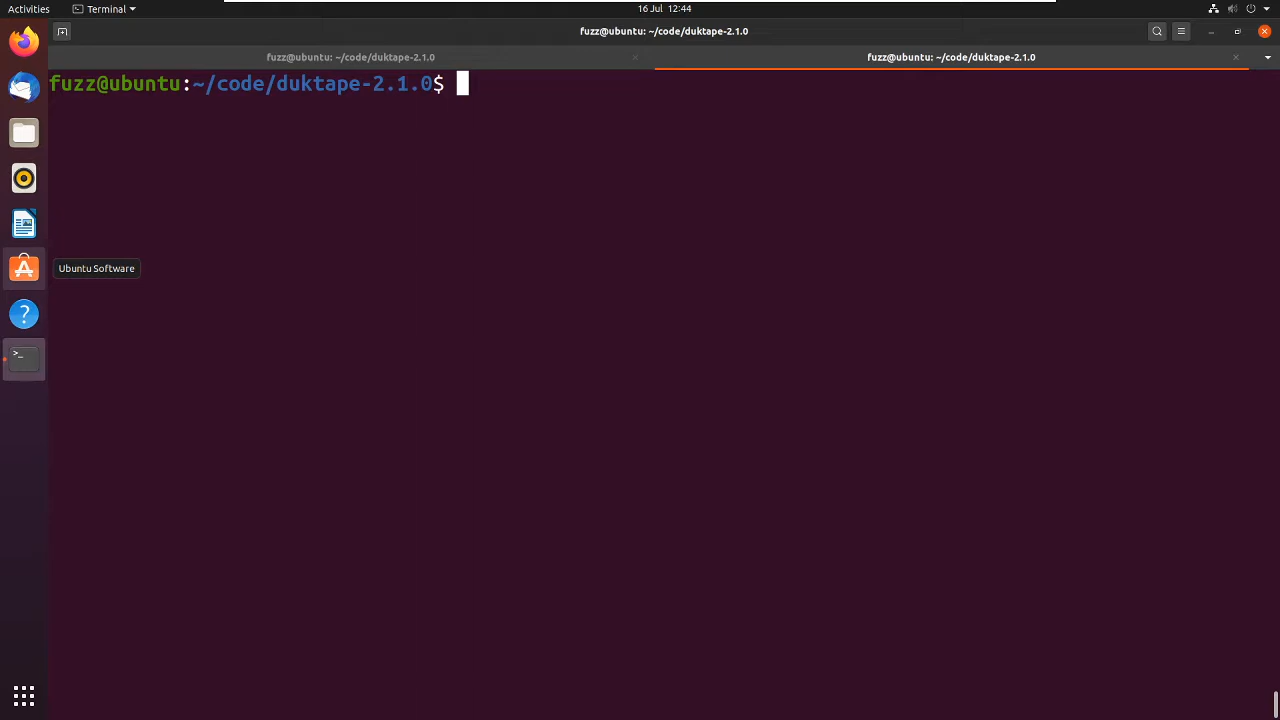 Activities Terminal 16 Jul 12:44
fuzz@ubuntu: ~/code/duktape-2.1.0
fuzz@ubuntu: ~/code/duktape-2.1.0 fuzz@ubuntu: ~/code/duktape-2.1.0
fuzz@ubuntu:~/code/duktape-2.1.0$
Ubuntu Software